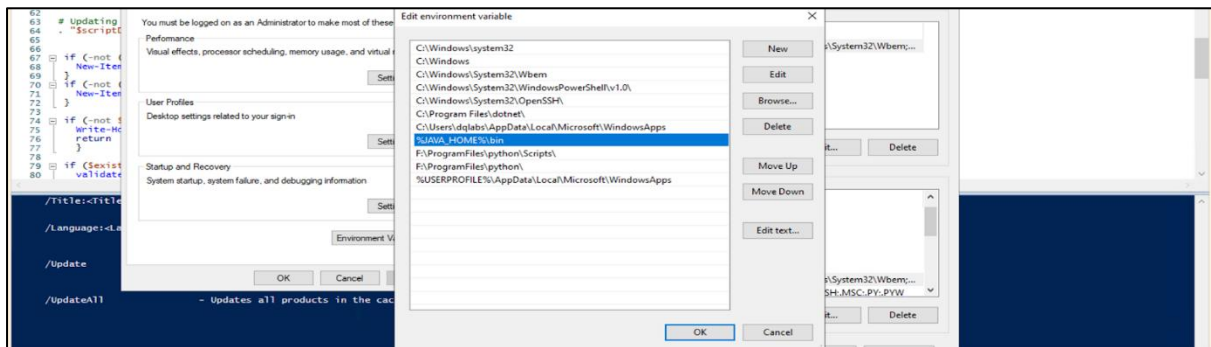 62
63 # Updating
64 . "$script
65
66
67 if (-not
68 New-Item
69 }
70 if (-not
71 New-Item
72 }
73
74 if (-not
75 Write-Ho
76 return
77 }
78
79 if ($exist
80 validate
/Title:<Title
/Language:<La
/Update
/UpdateAll - Updates all products in the cac
You must be logged on as an Administrator to make most of these
Performance
Visual effects, processor scheduling, memory usage, and virtual
Setti
User Profiles
Desktop settings related to your sign-in
Setti
Startup and Recovery
System startup, system failure, and debugging information
Setti
Environment V
OK Cancel
Edit environment variable
C:\Windows\system32
C:\Windows
C:\Windows\System32\Wbem
C:\Windows\System32\WindowsPowerShell\v1.0\
C:\Windows\System32\OpenSSH\
C:\Program Files\dotnet\
C:\Users\dqlabs\AppData\Local\Microsoft\WindowsApps
%JAVA_HOME%\bin
F:\ProgramFiles\python\Scripts\
F:\ProgramFiles\python\
%USERPROFILE%\AppData\Local\Microsoft\WindowsApps
New
Edit
Browse...
Delete
Move Up
Move Down
Edit text...
OK Cancel
s\System32\Wbem;...
it... Delete
s\System32\Wbem;...
SH;.MSC;.PY;.PYW
it... Delete